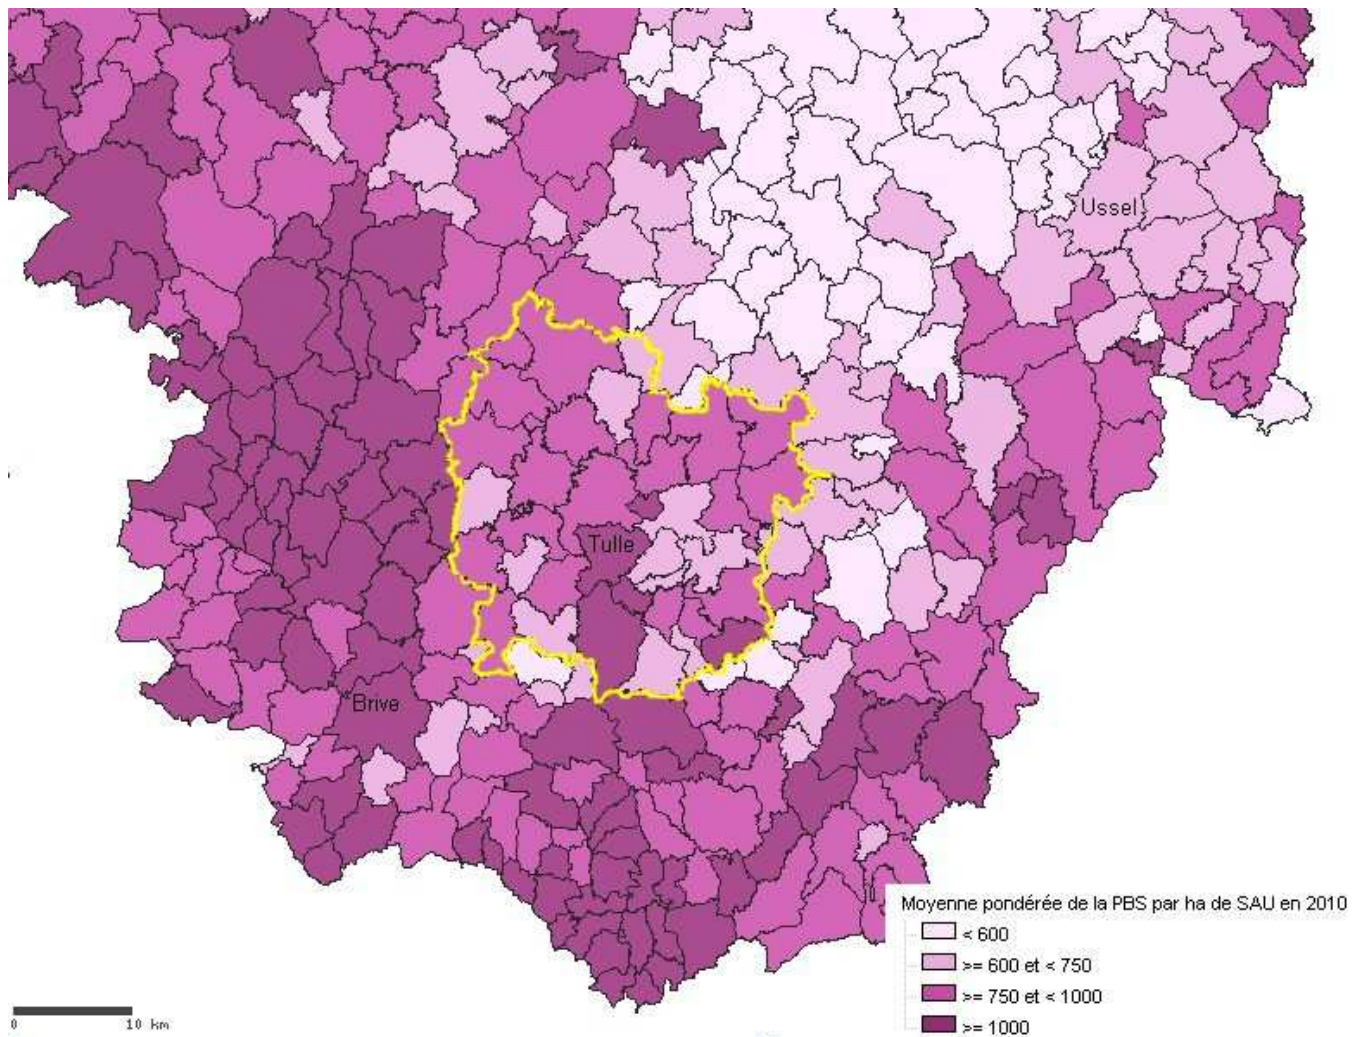 Ussel
Tulle
Brive
Moyenne pondérée de la PBS par ha de SAU en 2010
< 600
>= 600 et < 750
>= 750 et < 1000
>= 1000
0 10 km